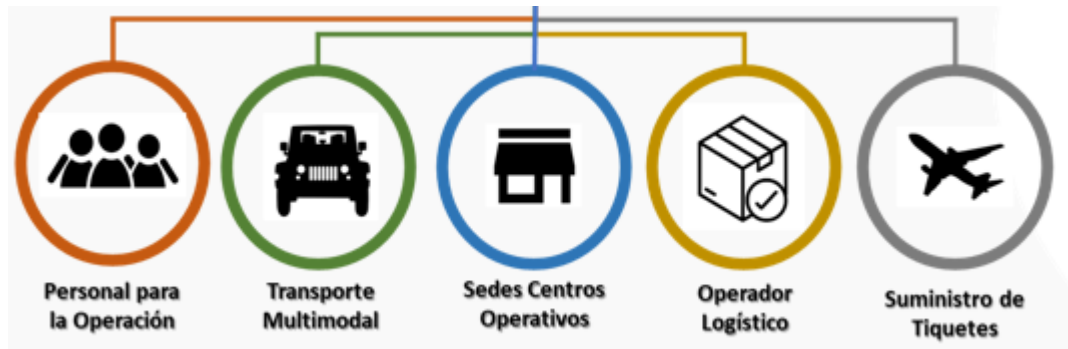 Personal para
la Operación
Transporte
Multimodal
Sedes Centros
Operativos
Operador
Logístico
Suministro de
Tiquetes